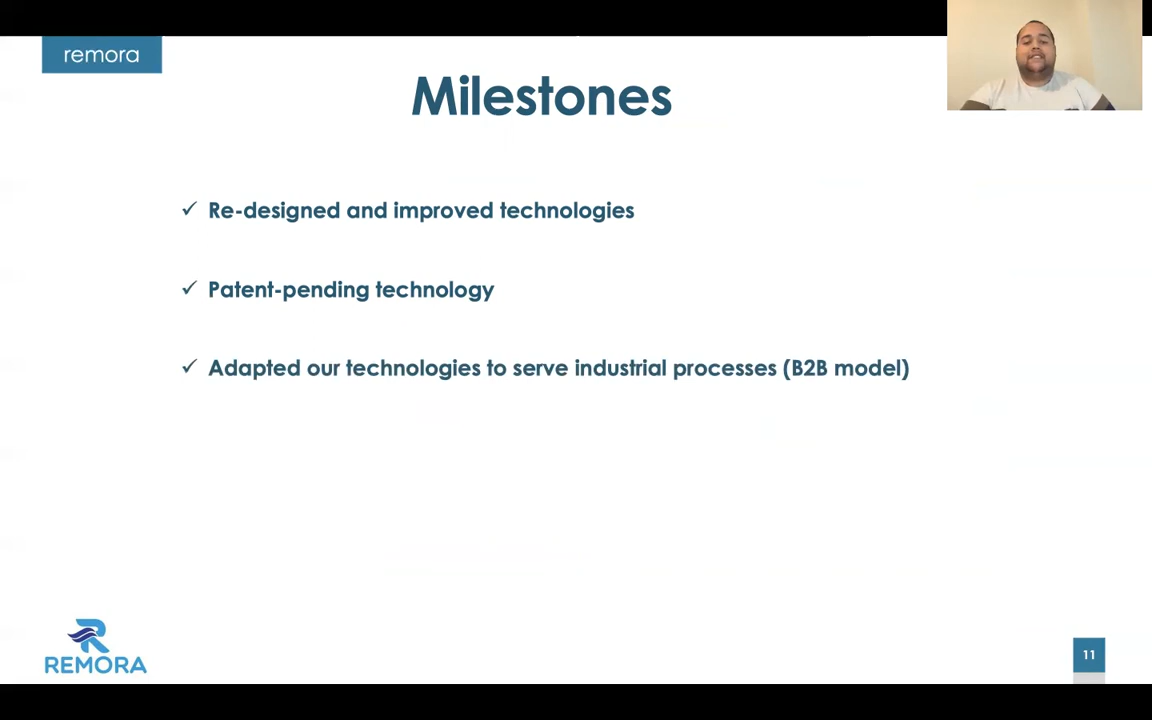 remora
Milestones
✓ Re-designed and improved technologies
✓ Patent-pending technology
✓ Adapted our technologies to serve industrial processes (B2B model)
REMORA
11